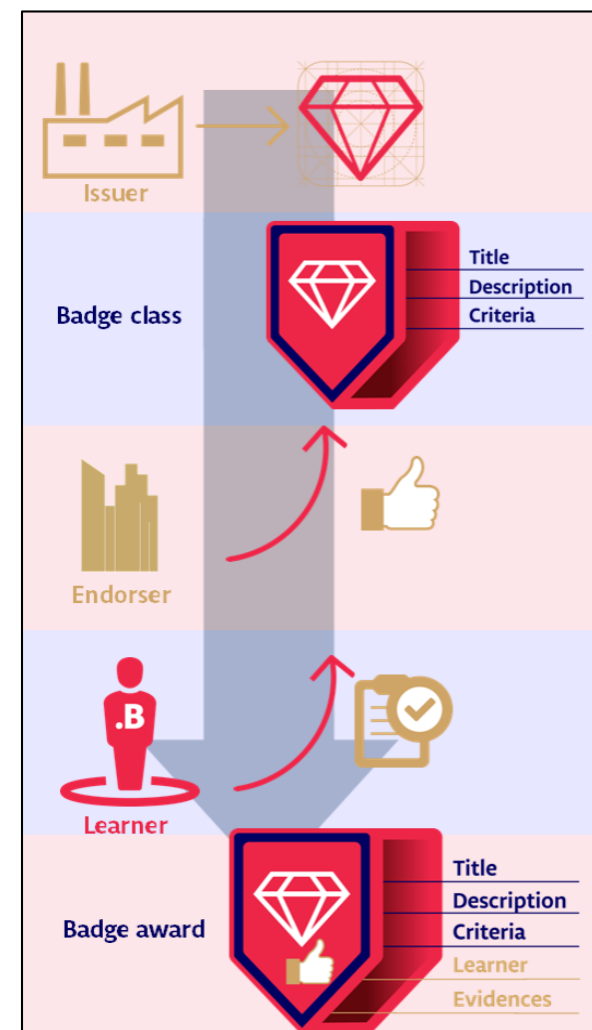 Issuer
Title
Description
Criteria
Badge class
Endorser
.B
Learner
Title
Description
Criteria
Learner
Evidences
Badge award